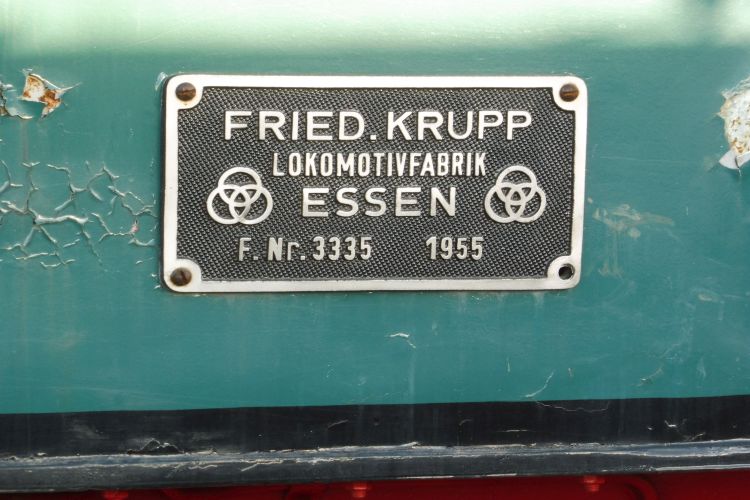 FRIED. KRUPP
LOKOMOTIVFABRIK
ESSEN
F. Nr. 3335 1955